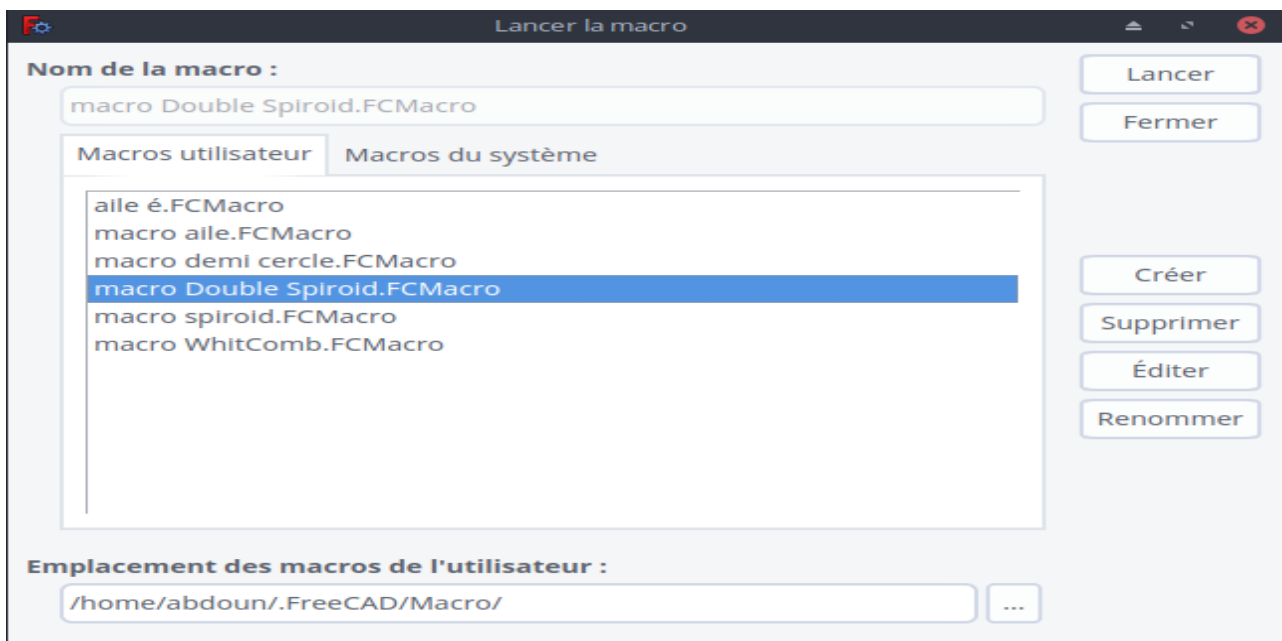 Lancer la macro
Nom de la macro :
macro Double Spiroid.FCMacro
Macros utilisateur
Macros du système
aile é.FCMacro
macro aile.FCMacro
macro demi cercle.FCMacro
macro Double Spiroid.FCMacro
macro spiroid.FCMacro
macro WhitComb.FCMacro
Emplacement des macros de l'utilisateur :
/home/abdoun/.FreeCAD/Macro/
...
Lancer
Fermer
Créer
Supprimer
Éditer
Renommer